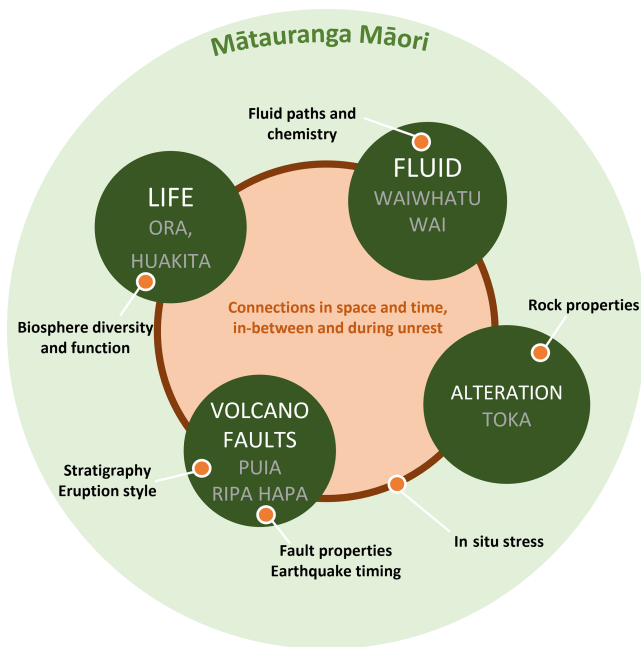 Mātauranga Māori
Fluid paths and
chemistry
FLUID
WAIWHATU
WAI
LIFE
ORA,
HUAKITA
Biosphere diversity
and function
Connections in space and time,
in-between and during unrest
Rock properties
ALTERATION
TOKA
VOLCANO
FAULTS
PUIA
RIPA HAPA
Stratigraphy
Eruption style
In situ stress
Fault properties
Earthquake timing